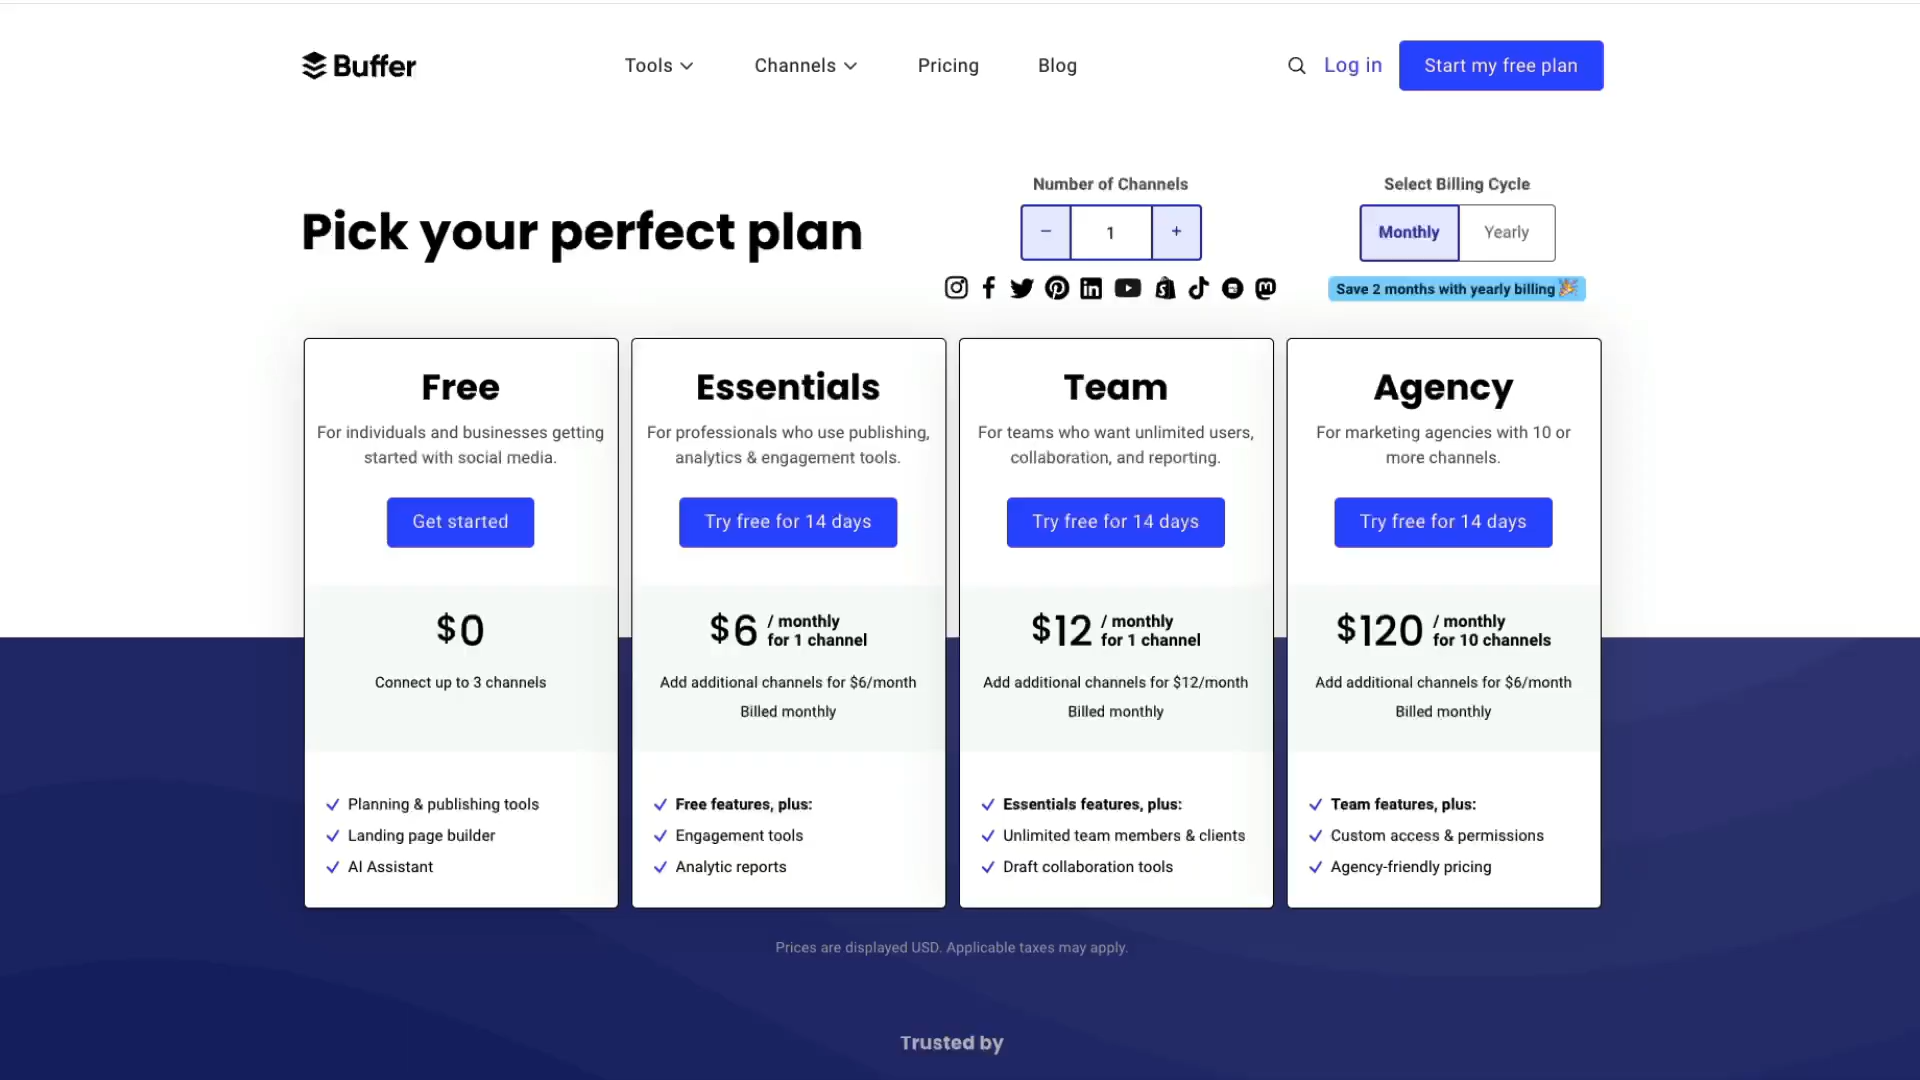 Buffer
Tools
Channels
Pricing
Blog
Log in
Start my free plan
Pick your perfect plan
Number of Channels
− 1 +
Select Billing Cycle
Monthly Yearly
Save 2 months with yearly billing 🎉
Free
For individuals and businesses getting
started with social media.
Get started
$0
Connect up to 3 channels
Planning & publishing tools
Landing page builder
AI Assistant
Essentials
For professionals who use publishing,
analytics & engagement tools.
Try free for 14 days
$6 / monthly
for 1 channel
Add additional channels for $6/month
Billed monthly
Free features, plus:
Engagement tools
Analytic reports
Team
For teams who want unlimited users,
collaboration, and reporting.
Try free for 14 days
$12 / monthly
for 1 channel
Add additional channels for $12/month
Billed monthly
Essentials features, plus:
Unlimited team members & clients
Draft collaboration tools
Agency
For marketing agencies with 10 or
more channels.
Try free for 14 days
$120 / monthly
for 10 channels
Add additional channels for $6/month
Billed monthly
Team features, plus:
Custom access & permissions
Agency-friendly pricing
Prices are displayed USD. Applicable taxes may apply.
Trusted by